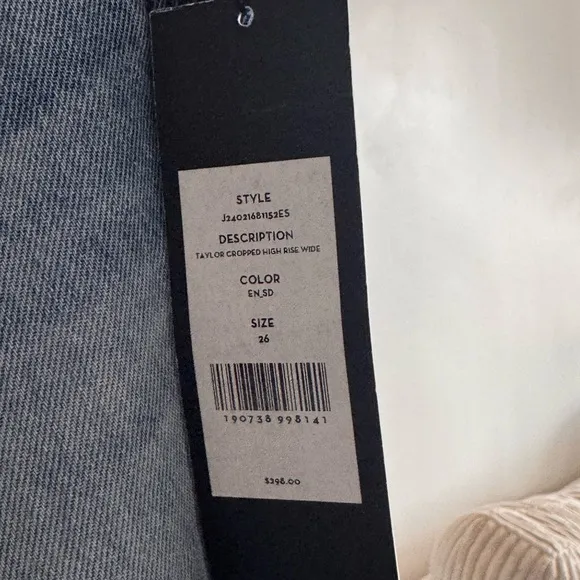 STYLE
J24021681152ES
DESCRIPTION
TAYLOR CROPPED HIGH RISE WIDE
COLOR
EN_SD
SIZE
26
190738 998141
$398.00